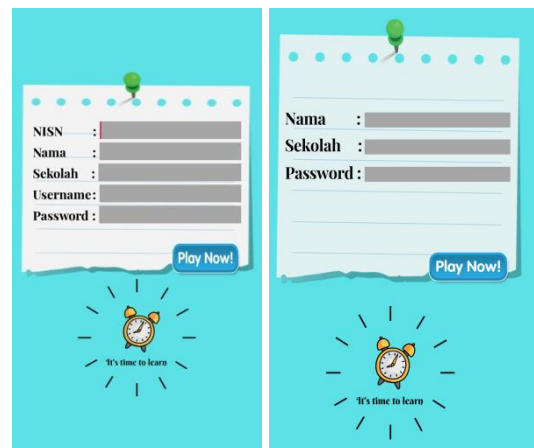 NISN :
Nama :
Sekolah :
Username:
Password :
Play Now!
It's time to learn
Nama :
Sekolah :
Password :
Play Now!
It's time to learn